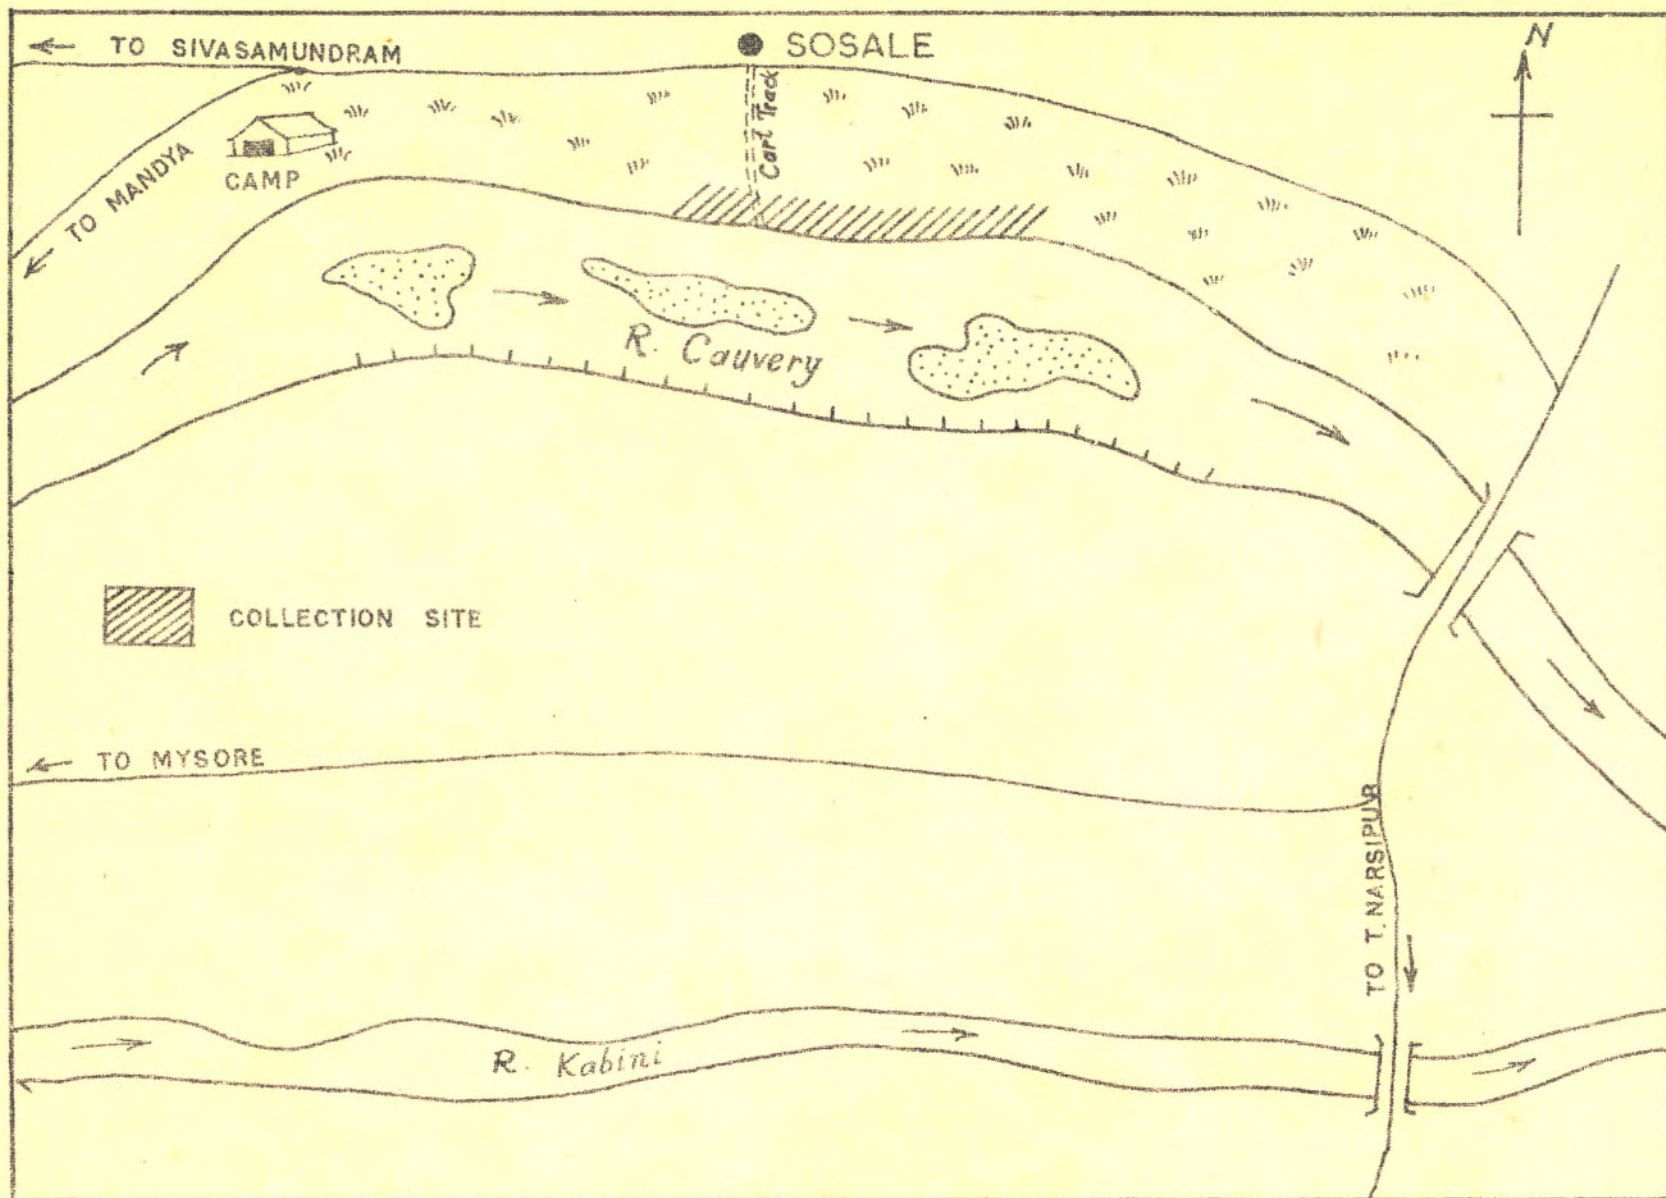 TO SIVASAMUNDRAM
SOSALE
N
Cart Track
TO MANDYA
CAMP
R. Cauvery
COLLECTION SITE
TO MYSORE
TO T. NARSIPUR
R. Kabini